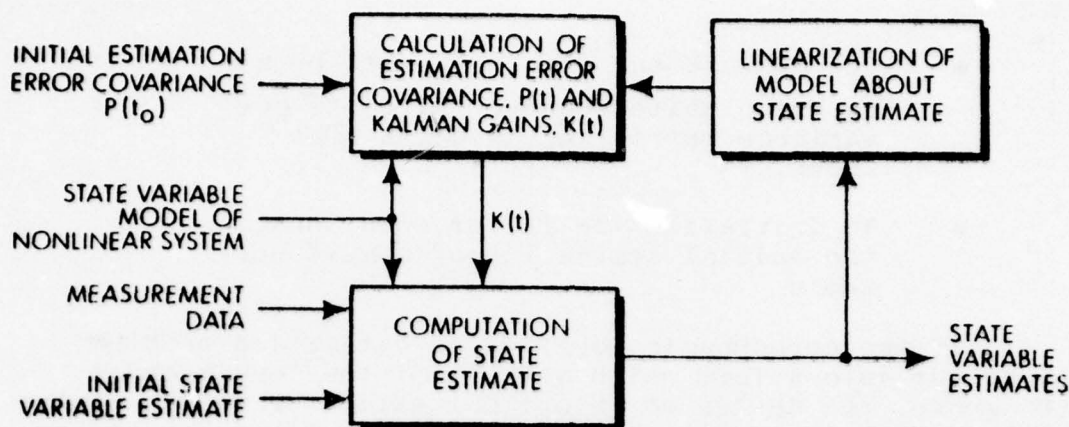 INITIAL ESTIMATION
ERROR COVARIANCE
P(t₀)
CALCULATION OF
ESTIMATION ERROR
COVARIANCE, P(t) AND
KALMAN GAINS, K(t)
LINEARIZATION OF
MODEL ABOUT
STATE ESTIMATE
STATE VARIABLE
MODEL OF
NONLINEAR SYSTEM
K(t)
MEASUREMENT
DATA
INITIAL STATE
VARIABLE ESTIMATE
COMPUTATION
OF STATE
ESTIMATE
STATE
VARIABLE
ESTIMATES